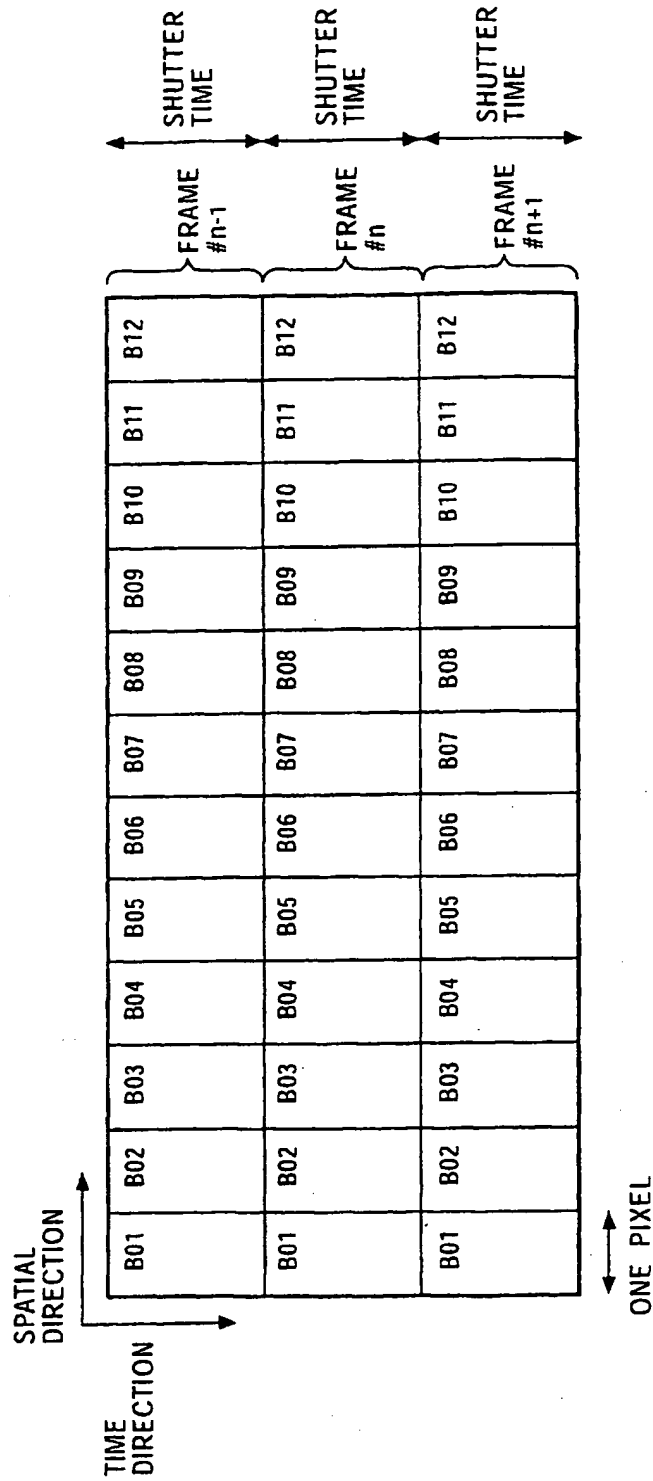 SPATIAL
DIRECTION
TIME
DIRECTION
B01 B02 B03 B04 B05 B06 B07 B08 B09 B10 B11 B12
FRAME
#n-1
SHUTTER
TIME
B01 B02 B03 B04 B05 B06 B07 B08 B09 B10 B11 B12
FRAME
#n
SHUTTER
TIME
B01 B02 B03 B04 B05 B06 B07 B08 B09 B10 B11 B12
FRAME
#n+1
SHUTTER
TIME
ONE PIXEL